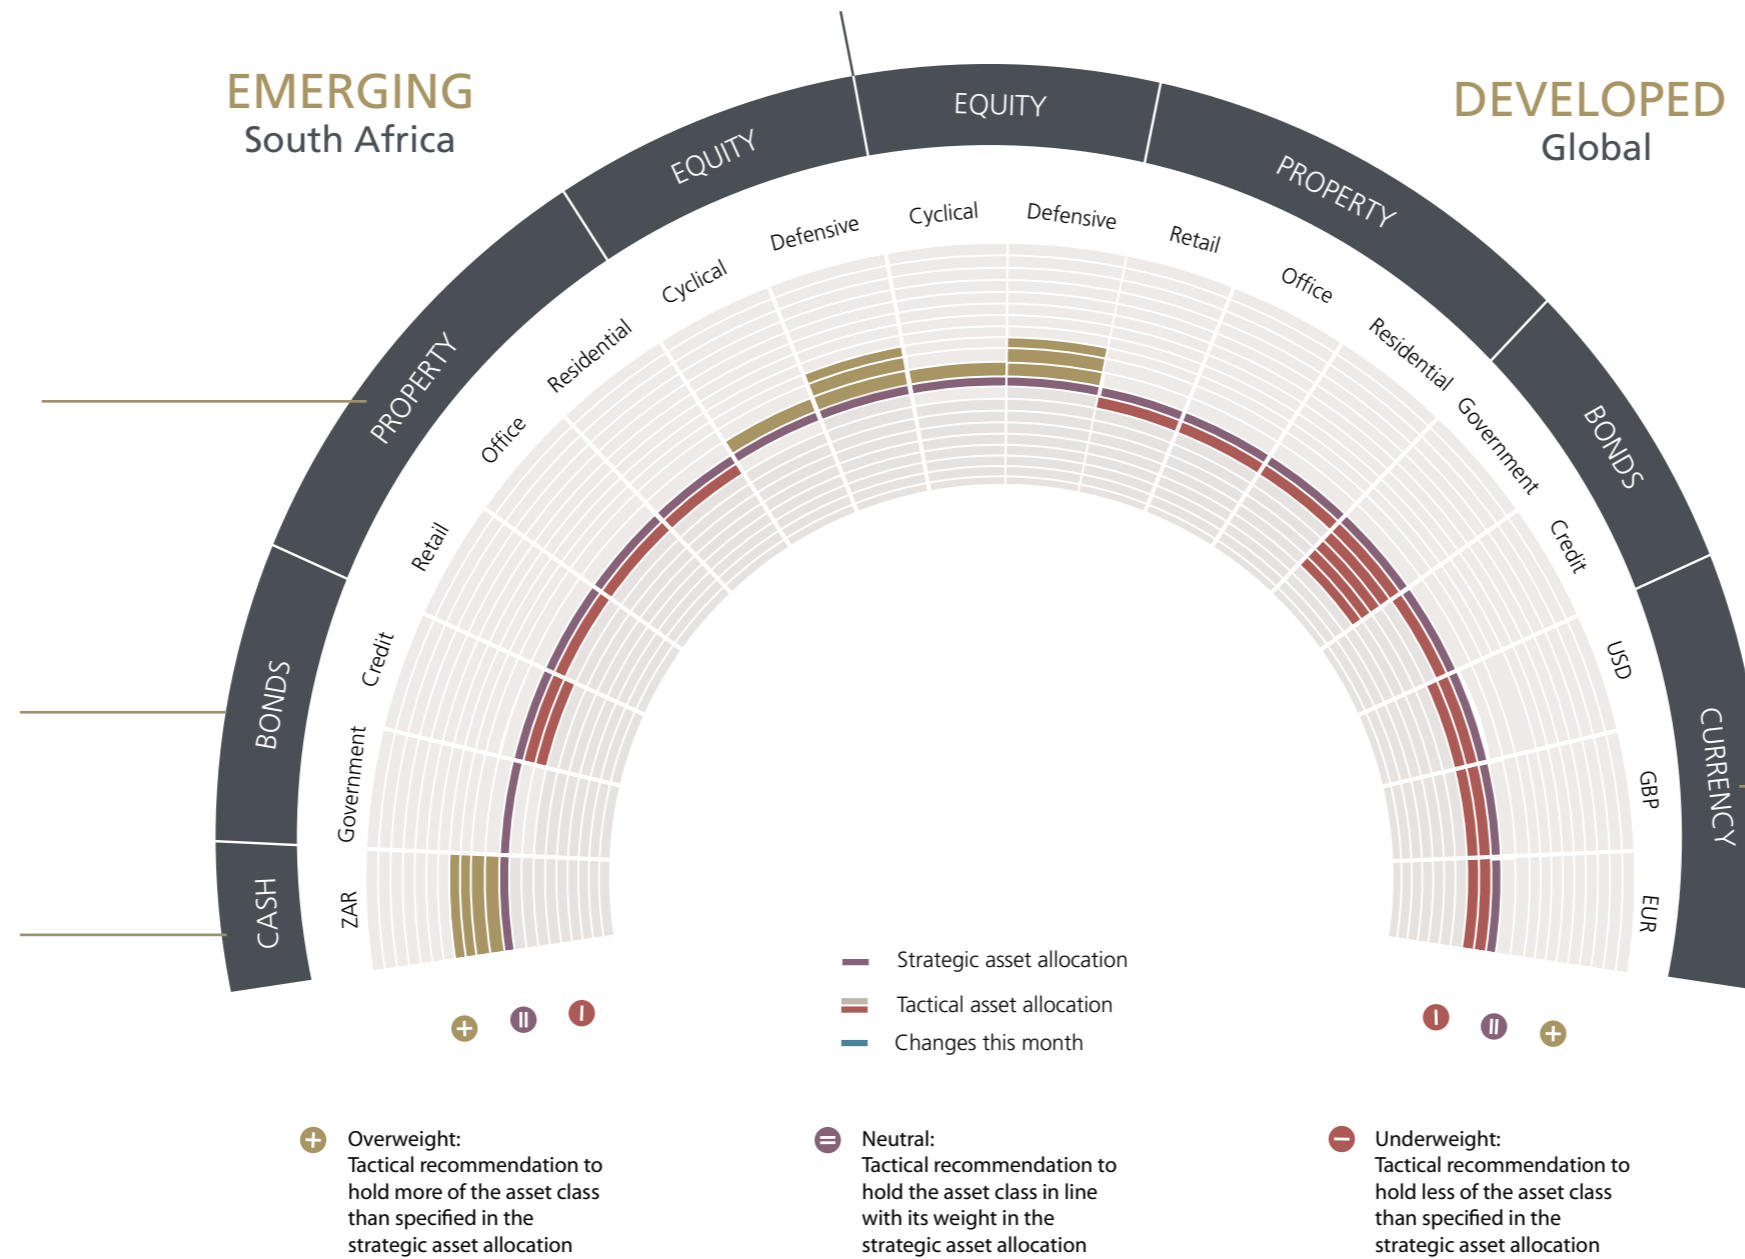 EMERGING
South Africa
DEVELOPED
Global
CASH
BONDS
PROPERTY
EQUITY
EQUITY
PROPERTY
BONDS
CURRENCY
ZAR
Government
Credit
Retail
Office
Residential
Cyclical
Defensive
Cyclical
Defensive
Retail
Office
Residential
Government
Credit
USD
GBP
EUR
Strategic asset allocation
Tactical asset allocation
Changes this month
Overweight:
Tactical recommendation to
hold more of the asset class
than specified in the
strategic asset allocation
Neutral:
Tactical recommendation to
hold the asset class in line
with its weight in the
strategic asset allocation
Underweight:
Tactical recommendation to
hold less of the asset class
than specified in the
strategic asset allocation